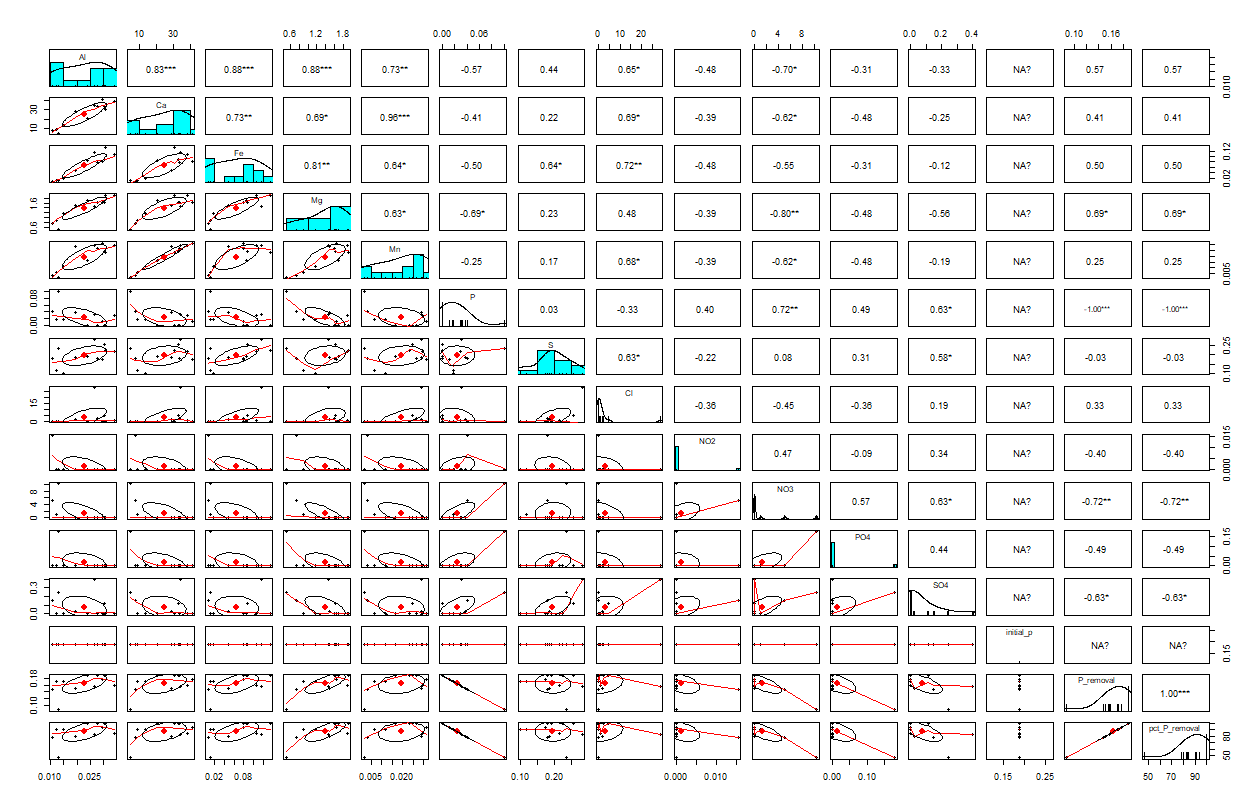 10 30 0.6 1.2 1.8 0.00 0.06 0 10 20 0 4 8 0.0 0.2 0.4 0.10 0.16
Al 0.83*** 0.88*** 0.88*** 0.73** -0.57 0.44 0.65* -0.48 -0.70* -0.31 -0.33 NA? 0.57 0.57 0.010
10 30 Ca 0.73** 0.69* 0.96*** -0.41 0.22 0.69* -0.39 -0.62* -0.48 -0.25 NA? 0.41 0.41
Fe 0.81** 0.64* -0.50 0.64* 0.72** -0.48 -0.55 -0.31 -0.12 NA? 0.50 0.50 0.02 0.12
0.6 1.6 Mg 0.63* -0.69* 0.23 0.48 -0.39 -0.80** -0.48 -0.56 NA? 0.69* 0.69*
Mn -0.25 0.17 0.68* -0.39 -0.62* -0.48 -0.19 NA? 0.25 0.25 0.005
0.00 0.08 P 0.03 -0.33 0.40 0.72** 0.49 0.63* NA? -1.00*** -1.00***
S 0.63* -0.22 0.08 0.31 0.58* NA? -0.03 -0.03 0.10 0.25
0 15 Cl -0.36 -0.45 -0.36 0.19 NA? 0.33 0.33
NO2 0.47 -0.09 0.34 NA? -0.40 -0.40 0.000 0.015
0 4 8 NO3 0.57 0.63* NA? -0.72** -0.72**
PO4 0.44 NA? -0.49 -0.49 0.00 0.15
0.0 0.3 SO4 NA? -0.63* -0.63*
initial_p NA? NA? 0.15
0.10 0.18 P_removal 1.00***
pct_P_removal 50 80
0.010 0.025 0.02 0.08 0.005 0.020 0.10 0.20 0.000 0.010 0.00 0.10 0.15 0.25 50 70 90